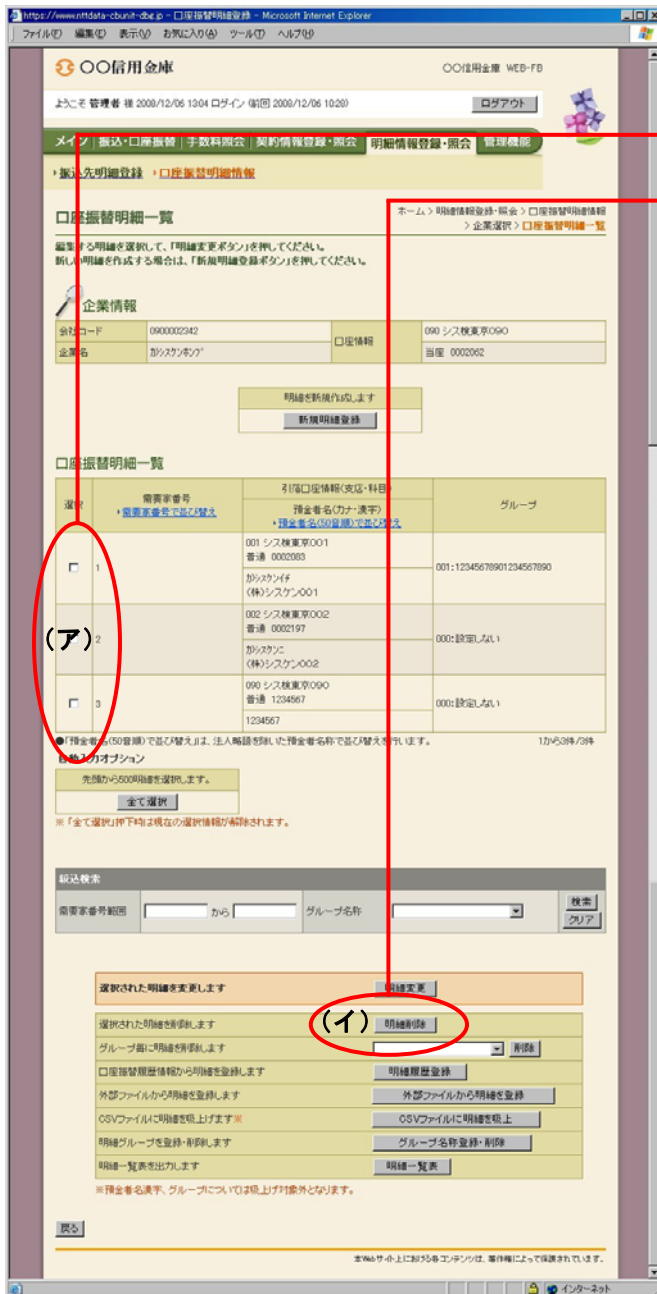 https://www.nttdata-cbunit-dbg.jp - 口座振替明細登録 - Microsoft Internet Explorer
ファイル(F) 編集(E) 表示(V) お気に入り(A) ツール(T) ヘルプ(H)
〇〇信用金庫
〇〇信用金庫 WEB-FB
ようこそ 管理者 様 2008/12/06 1304 ログイン (前回 2008/12/06 1028)
ログアウト
メイン 振込・口座振替 手数料照会 契約情報登録・照会 明細情報登録・照会 管理機能
振込先明細登録 口座振替明細情報
口座振替明細一覧
ホーム > 明細情報登録・照会 > 口座振替明細情報
> 企業選択 > 口座振替明細一覧
編集する明細を選択して、「明細変更ボタン」を押してください。
新しい明細を作成する場合は、「新規明細登録ボタン」を押してください。
企業情報
会社コード 0900002342 口座情報 090 シス検東京090
企業名 カ)シスケンホンプ 当座 0002062
明細を新規作成します
新規明細登録
口座振替明細一覧
選択 需要家番号 引落口座情報(支店・科目) グループ
需要家番号で並び替え 預金者名(カナ・漢字)
預金者名(50音順)で並び替え
001 シス検東京001
普通 0002083
1 001:12345678901234567890
カ)シスケンイチ
(株)シスケン001
002 シス検東京002
普通 0002197
(ア) 2 000:設定しない
カ)シスケンニ
(株)シスケン002
090 シス検東京090
普通 1234567
3 000:設定しない
1234567
●「預金者名(50音順)で並び替え」は、法人略語を除いた預金者名称で並び替えを行います。 1から3件/3件
自動入力オプション
先頭から500明細を選択します。
全て選択
※「全て選択」押下時は現在の選択情報が解除されます。
絞込検索
需要家番号範囲 から グループ名称 検索
クリア
選択された明細を変更します 明細変更
選択された明細を削除します (イ) 明細削除
グループ毎に明細を削除します 削除
口座振替履歴情報から明細を登録します 明細履歴登録
外部ファイルから明細を登録します 外部ファイルから明細を登録
CSVファイルに明細を吸上げます※ CSVファイルに明細を吸上
明細グループを登録・削除します グループ名称登録・削除
明細一覧表を出力します 明細一覧表
※預金者名漢字、グループについては吸上げ対象外となります。
戻る
本Webサイト上における各コンテンツは、著作権によって保護されています。
インターネット